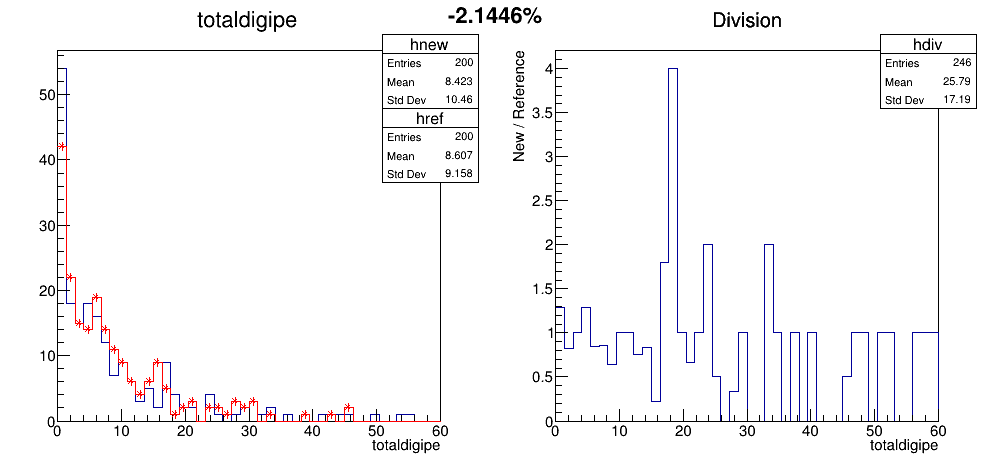 -2.1446%
totaldigipe
hnew
Entries 200
Mean 8.423
Std Dev 10.46
href
Entries 200
Mean 8.607
Std Dev 9.158
50
40
30
20
10
0
0 10 20 30 40 50 60
totaldigipe
Division
hdiv
Entries 246
Mean 25.79
Std Dev 17.19
New / Reference
4
3.5
3
2.5
2
1.5
1
0.5
0
0 10 20 30 40 50 60
totaldigipe